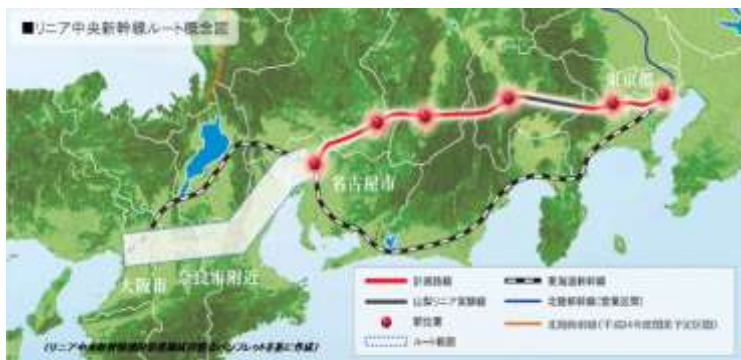 ■リニア中央新幹線ルート概念図
東京都
名古屋市
大阪市
奈良市附近
計画路線
東海道新幹線
山梨リニア実験線
北陸新幹線(営業区間)
駅位置
ルート範囲